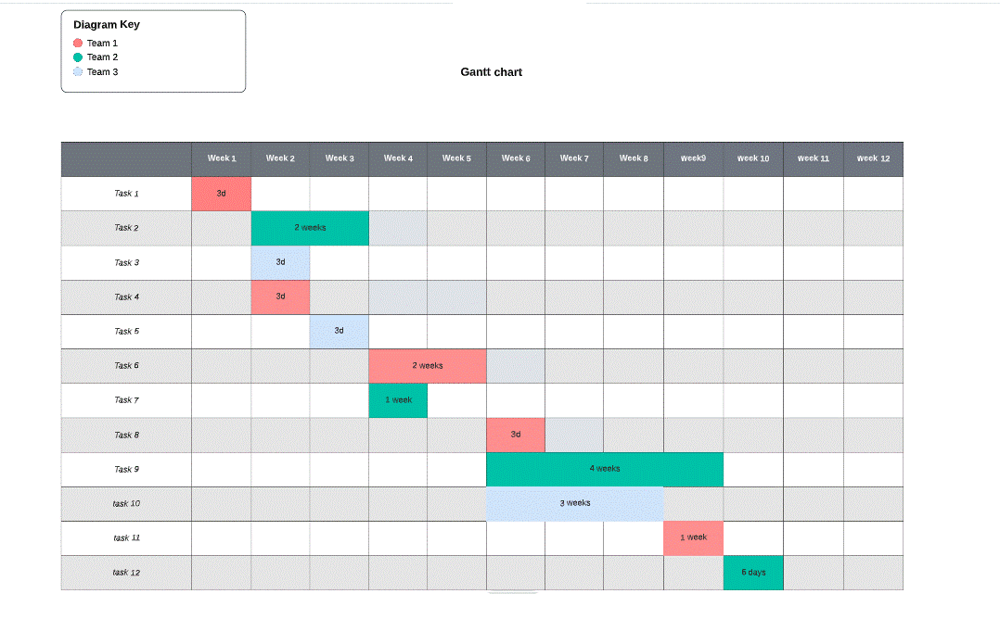 Diagram Key
Team 1
Team 2
Team 3
Gantt chart
Week 1 Week 2 Week 3 Week 4 Week 5 Week 6 Week 7 Week 8 week9 week 10 week 11 week 12
Task 1 3d
Task 2 2 weeks
Task 3 3d
Task 4 3d
Task 5 3d
Task 6 2 weeks
Task 7 1 week
Task 8 3d
Task 9 4 weeks
task 10 3 weeks
task 11 1 week
task 12 days